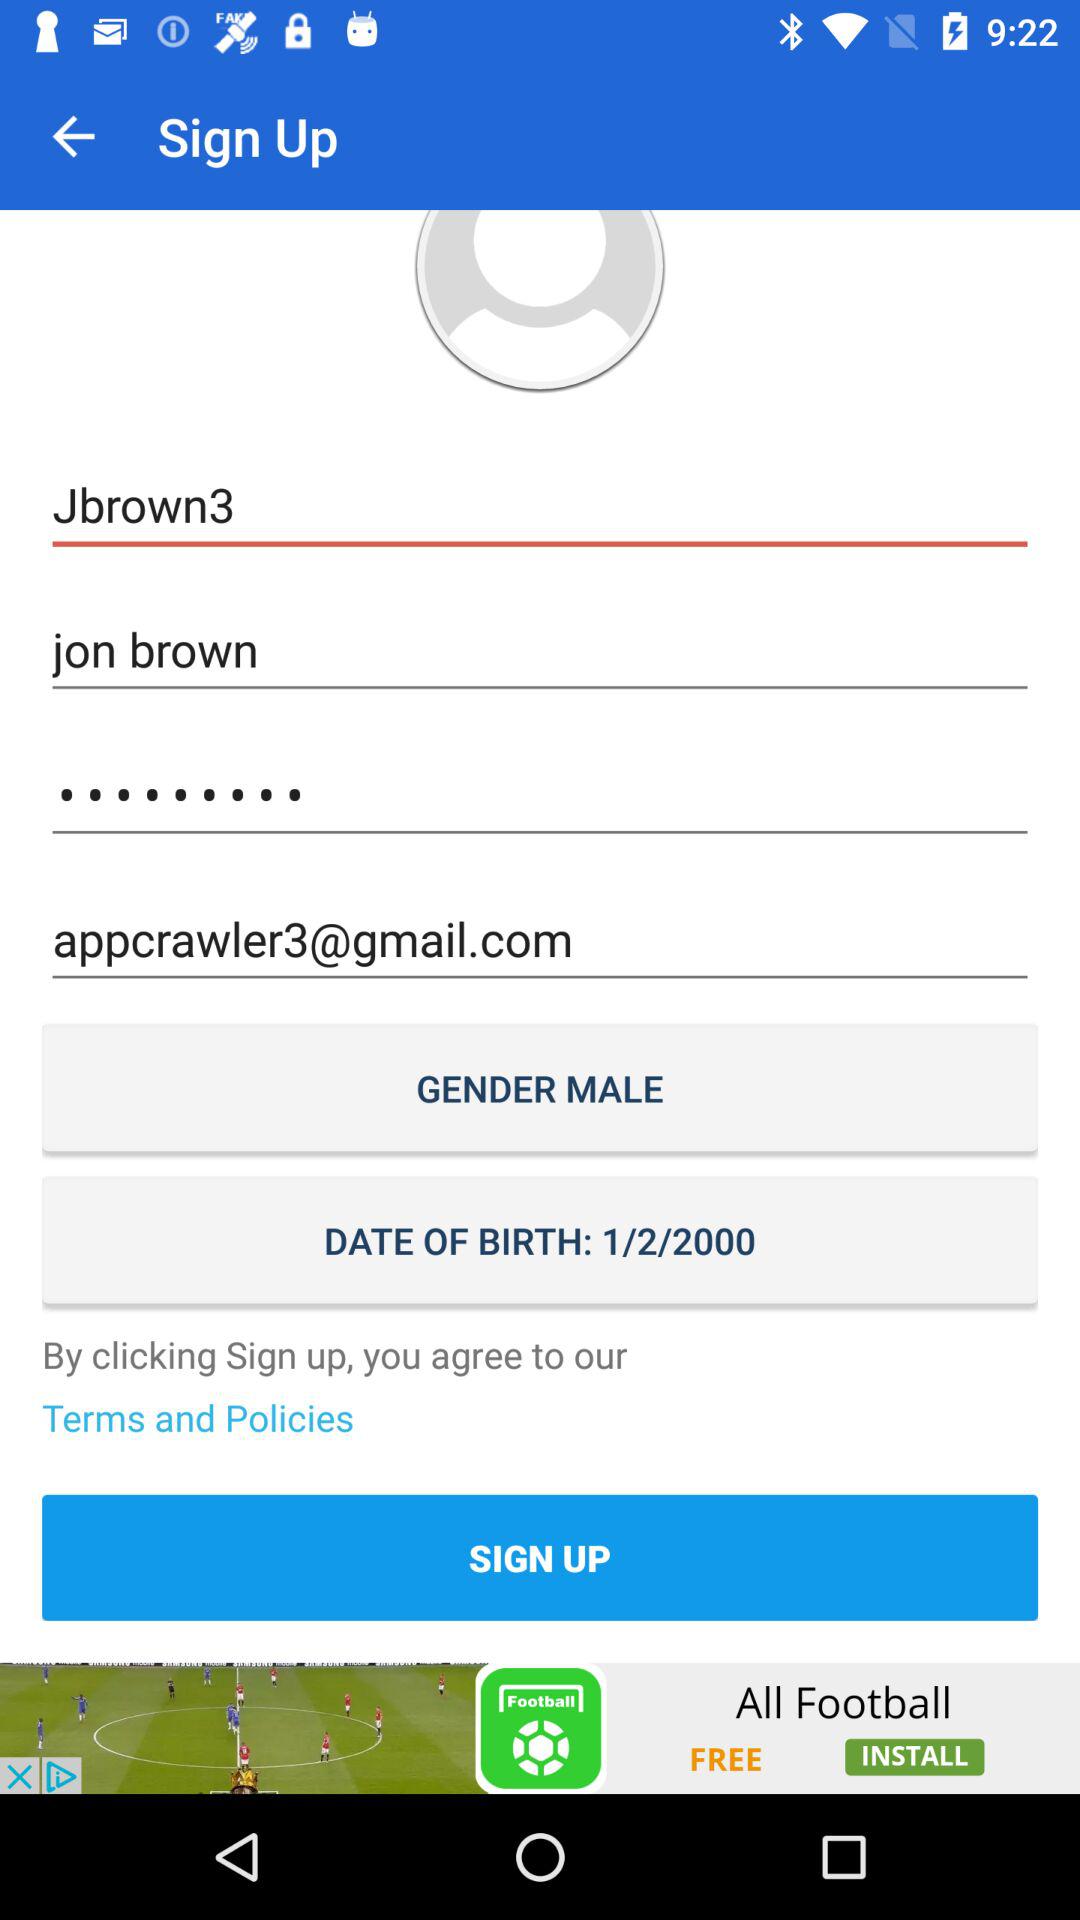 FAKE
9:22
Sign Up
Jbrown3
jon brown
•••••••••
appcrawler3@gmail.com
GENDER MALE
DATE OF BIRTH: 1/2/2000
By clicking Sign up, you agree to our
Terms and Policies
SIGN UP
Football
All Football
FREE
INSTALL